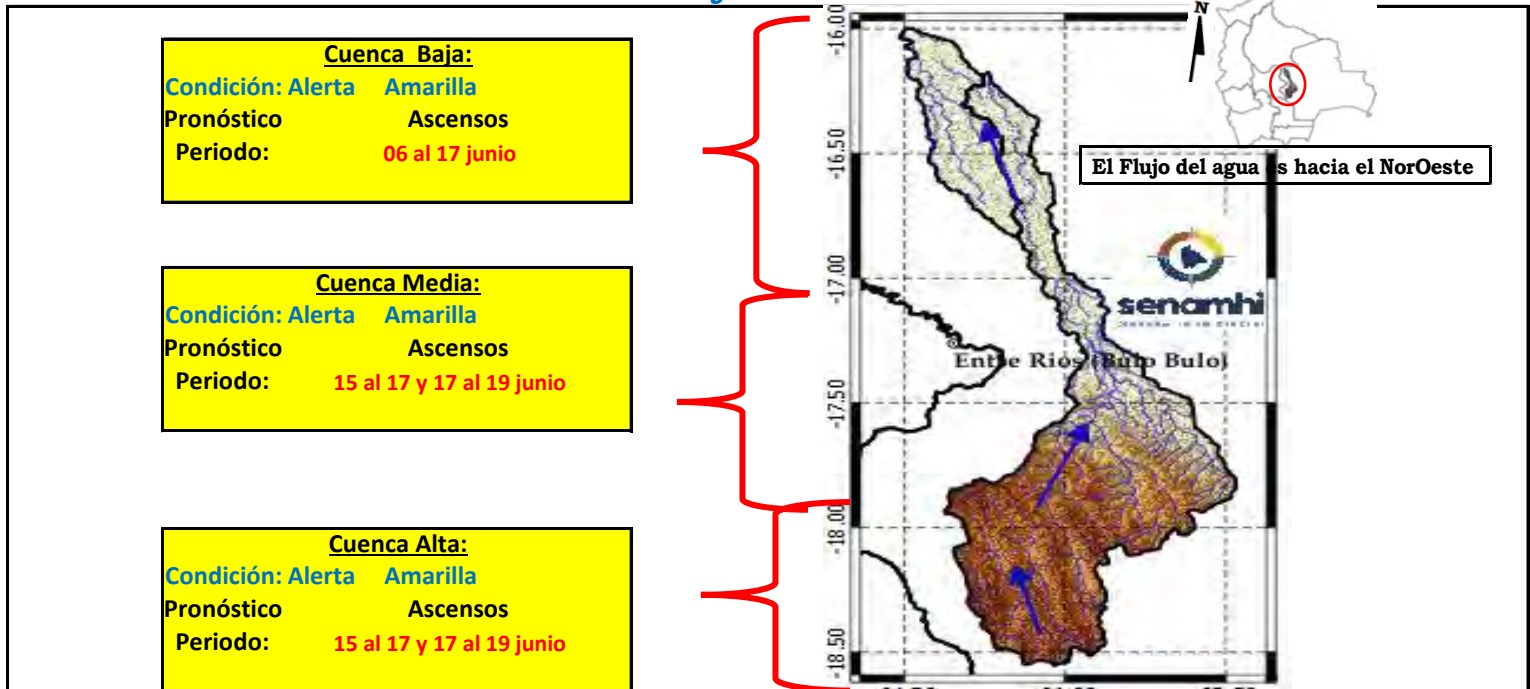 Cuenca Baja:
Condición: Alerta Amarilla
Pronóstico Ascensos
Periodo: 06 al 17 junio
Cuenca Media:
Condición: Alerta Amarilla
Pronóstico Ascensos
Periodo: 15 al 17 y 17 al 19 junio
Cuenca Alta:
Condición: Alerta Amarilla
Pronóstico Ascensos
Periodo: 15 al 17 y 17 al 19 junio
N
El Flujo del agua es hacia el NorOeste
senamhi
Entre Rios (Bulo Bulo)
-16.00
-16.50
-17.00
-17.50
-18.00
-18.50